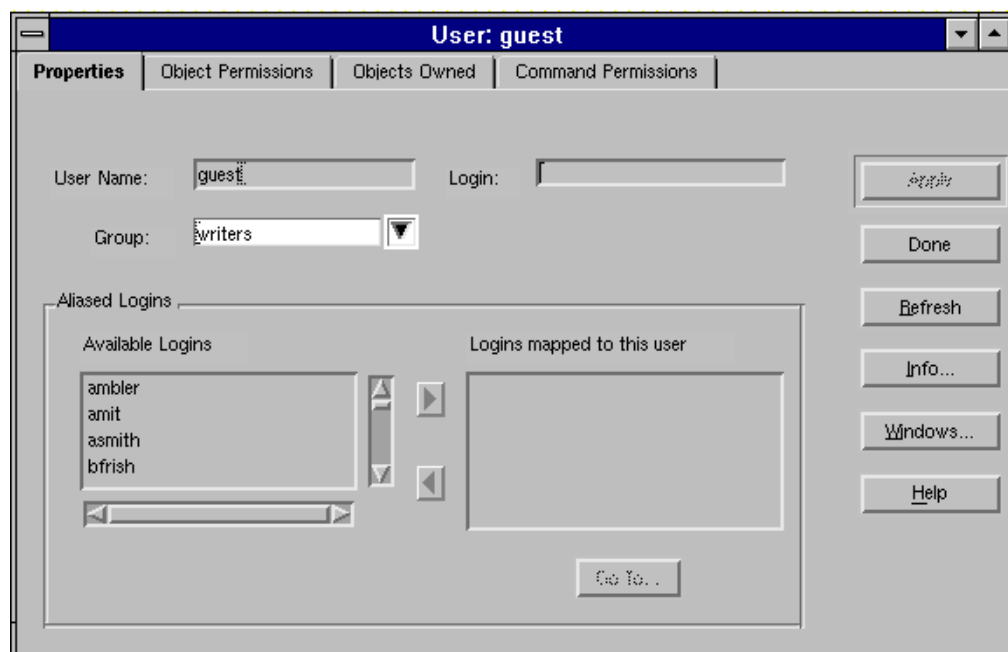 User: guest
Properties Object Permissions Objects Owned Command Permissions
User Name: guest Login:
Apply
Group: writers
Done
Aliased Logins
Refresh
Available Logins Logins mapped to this user
Info...
ambler
amit
asmith
bfrish
Windows...
Help
Go To...